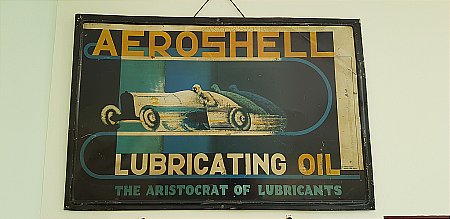 AEROSHELL
LUBRICATING OIL
THE ARISTOCRAT OF LUBRICANTS